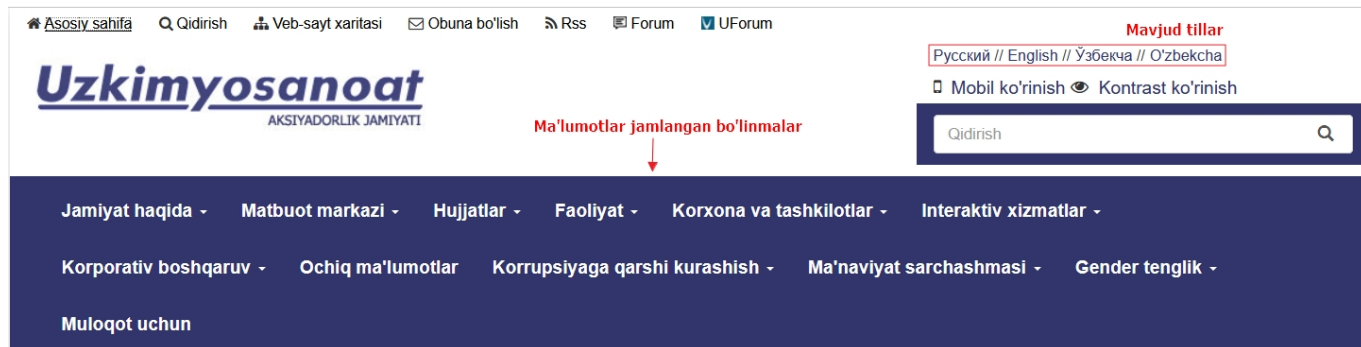 Asosiy sahifa Qidirish Veb-sayt xaritasi Obuna bo'lish Rss Forum UForum
Mavjud tillar
Русский // English // Ўзбекча // O'zbekcha
Mobil ko'rinish Kontrast ko'rinish
Uzkimyosanoat
AKSIYADORLIK JAMIYATI
Ma'lumotlar jamlangan bo'linmalar
Qidirish
Jamiyat haqida Matbuot markazi Hujjatlar Faoliyat Korxona va tashkilotlar Interaktiv xizmatlar
Korporativ boshqaruv Ochiq ma'lumotlar Korrupsiyaga qarshi kurashish Ma'naviyat sarchashmasi Gender tenglik
Muloqot uchun